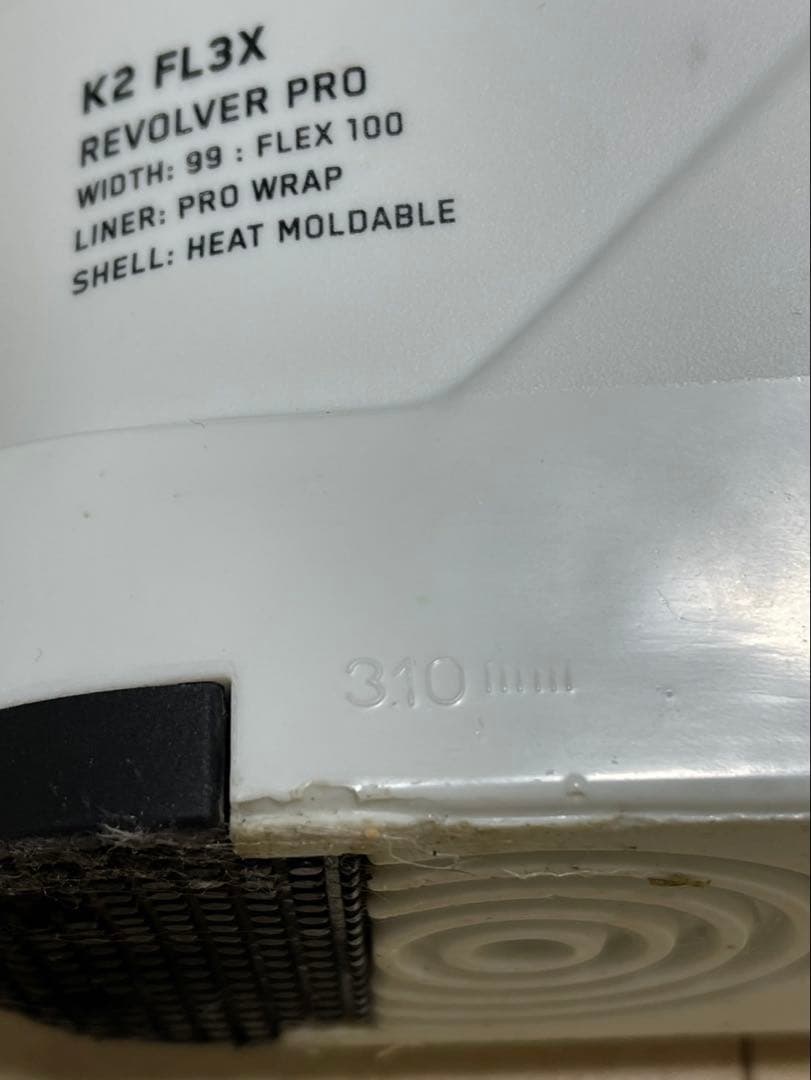 K2 FL3X
REVOLVER PRO
WIDTH: 99 : FLEX 100
LINER: PRO WRAP
SHELL: HEAT MOLDABLE
310 mm